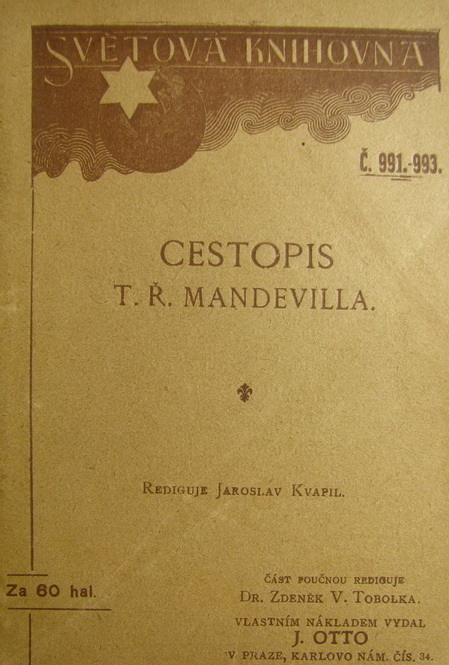 SVĚTOVÁ KNIHOVNA
Č. 991.-993.
CESTOPIS
T. Ř. MANDEVILLA.
REDIGUJE JAROSLAV KVAPIL.
Za 60 hal.
ČÁST POUČNOU REDIGUJE
DR. ZDENĚK V. TOBOLKA.
VLASTNÍM NÁKLADEM VYDAL
J. OTTO
V PRAZE, KARLOVO NÁM. ČÍS. 34.